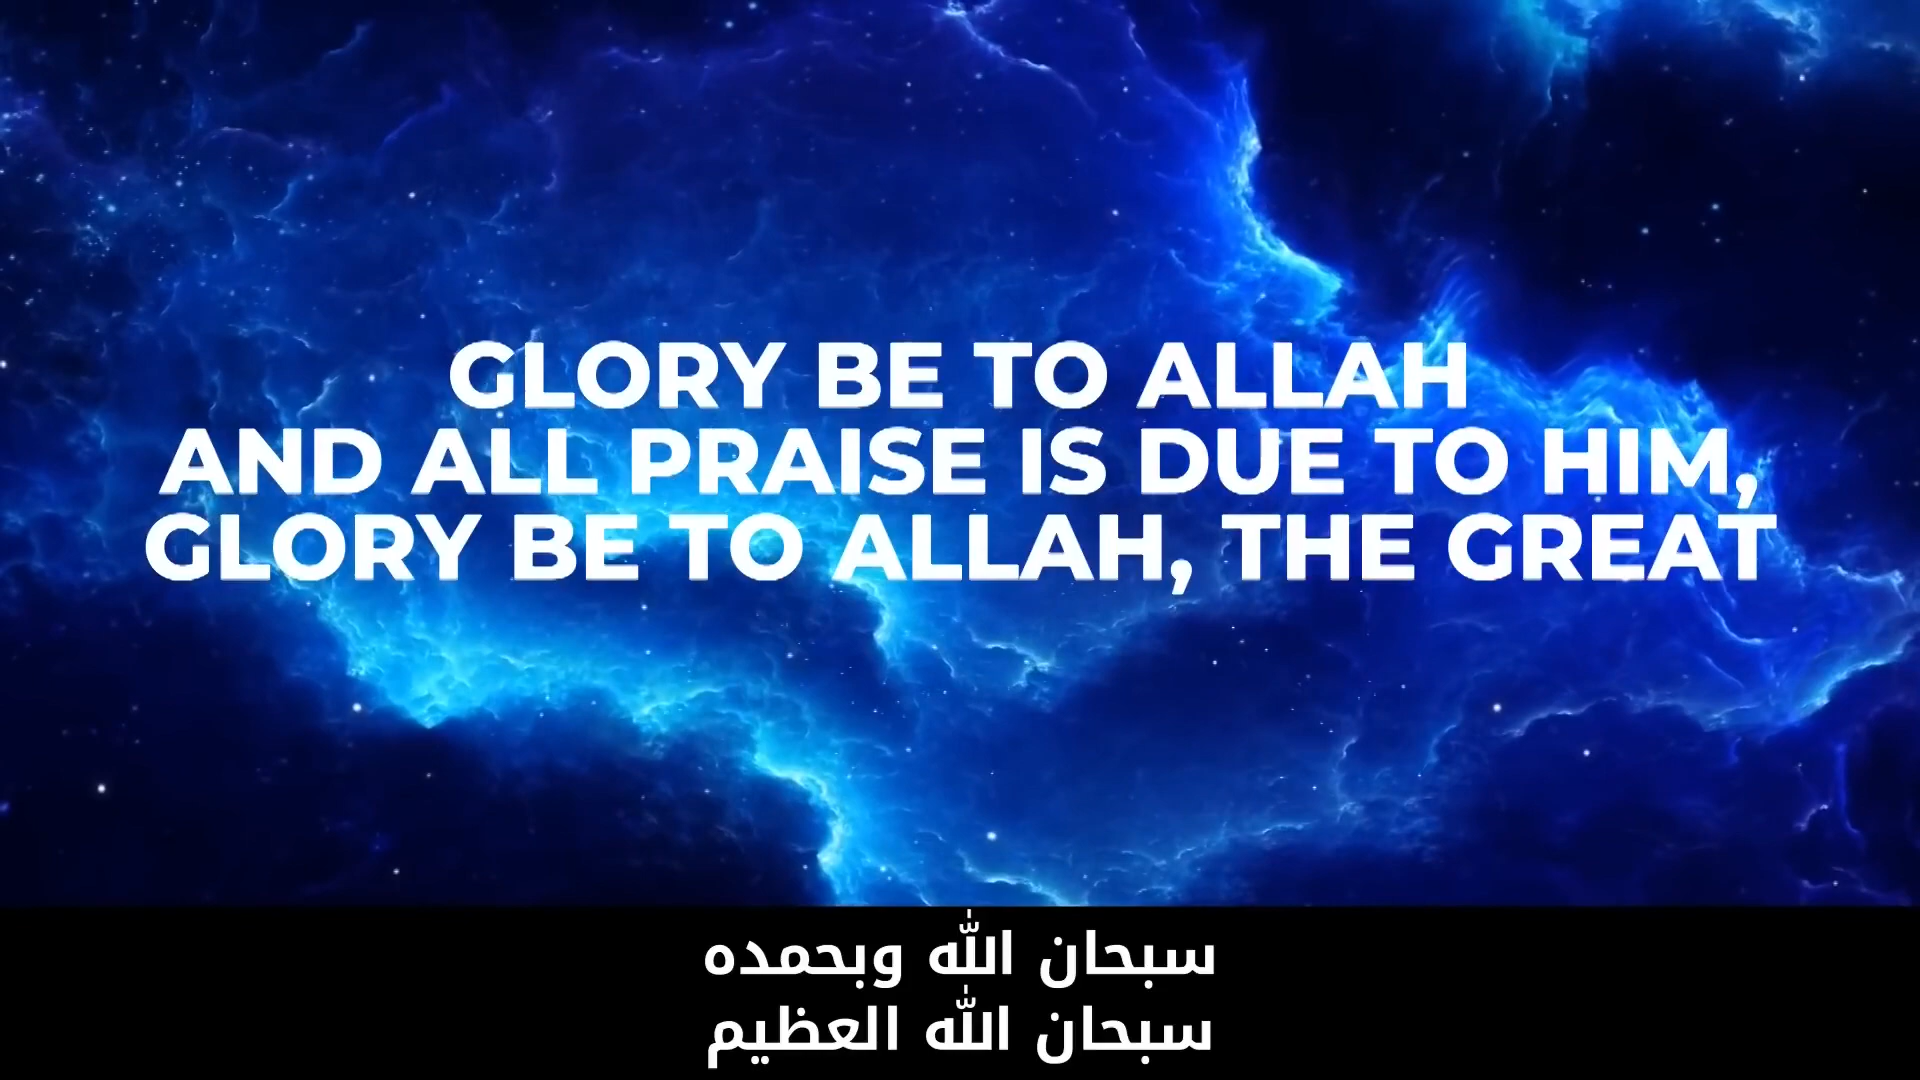 GLORY BE TO ALLAH
AND ALL PRAISE IS DUE TO HIM,
GLORY BE TO ALLAH, THE GREAT
سبحان الله وبحمده
سبحان الله العظيم